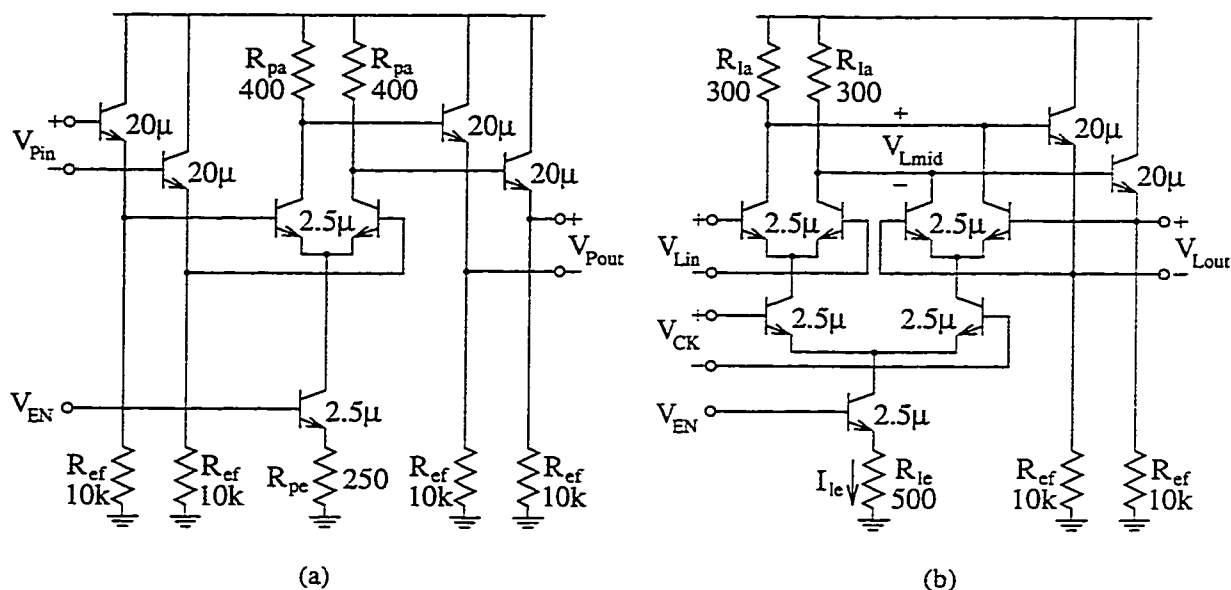 R_pa R_pa
400 400
+
V_Pin
−
20μ
20μ
20μ
20μ
2.5μ
+
V_Pout
−
V_EN
2.5μ
R_ef
10k
R_ef
10k
R_pe 250
R_ef
10k
R_ef
10k
(a)
R_la R_la
300 300
+
V_Lmid
−
20μ
20μ
+
V_Lin
−
2.5μ
2.5μ
+
V_Lout
−
+
V_CK
−
2.5μ
2.5μ
V_EN
2.5μ
I_le
R_le
500
R_ef
10k
R_ef
10k
(b)